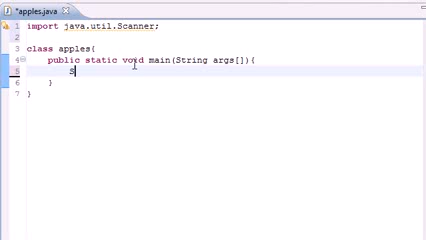 *apples.java
1 import java.util.Scanner;
2
3 class apples{
4 public static void main(String args[]){
5 S
6 }
7 }